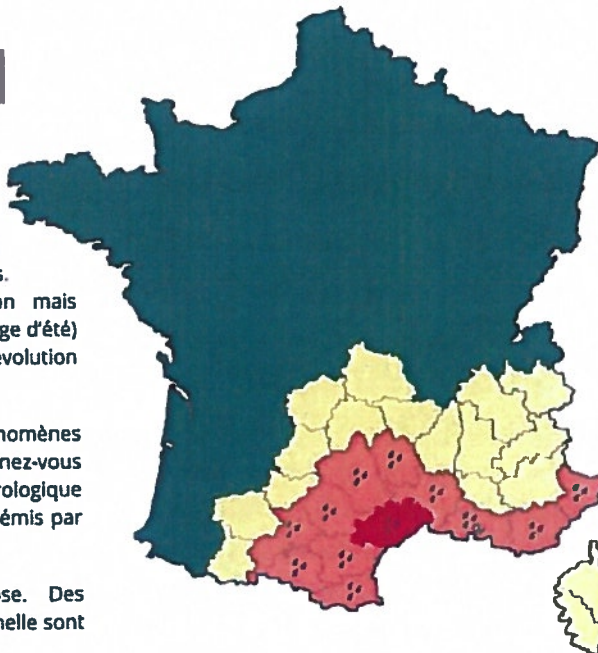 s.
on mais
ge d'été)
évolution
nomènes
nez-vous
rologique
émis par
se. Des
nelle sont